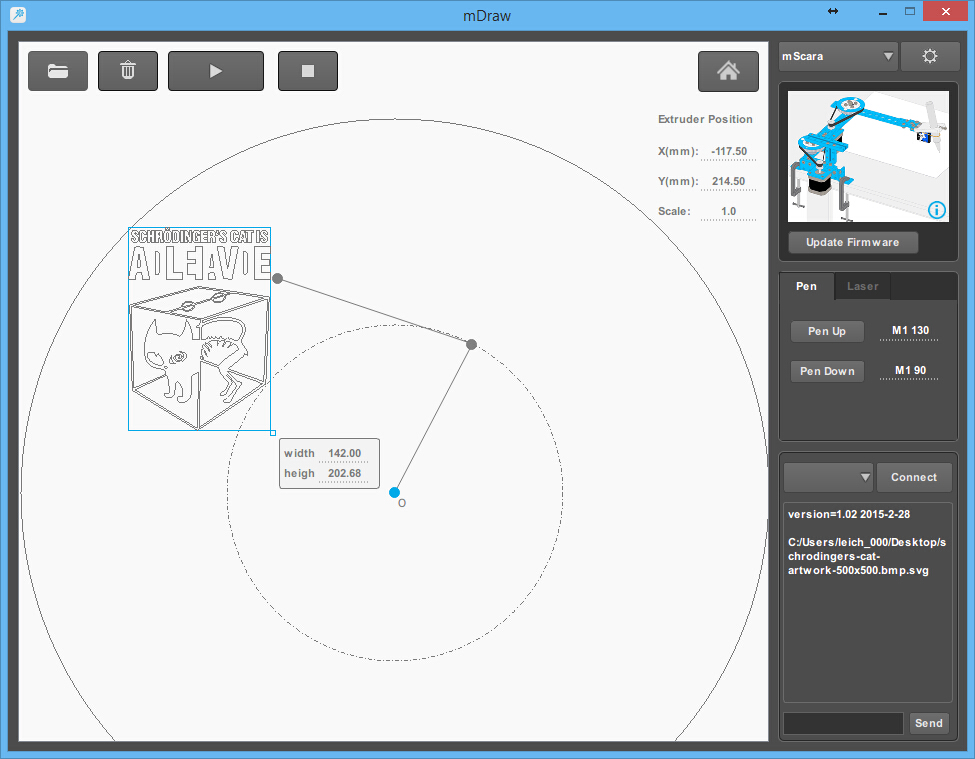 mDraw
mScara
Extruder Position
X(mm): -117.50
Y(mm): 214.50
Scale: 1.0
Update Firmware
SCHRÖDINGER'S CAT IS
Pen Laser
Pen Up M1 130
Pen Down M1 90
width 142.00
heigh 202.68
O
Connect
version=1.02 2015-2-28
C:/Users/leich_000/Desktop/s
chrodingers-cat-
artwork-500x500.bmp.svg
Send